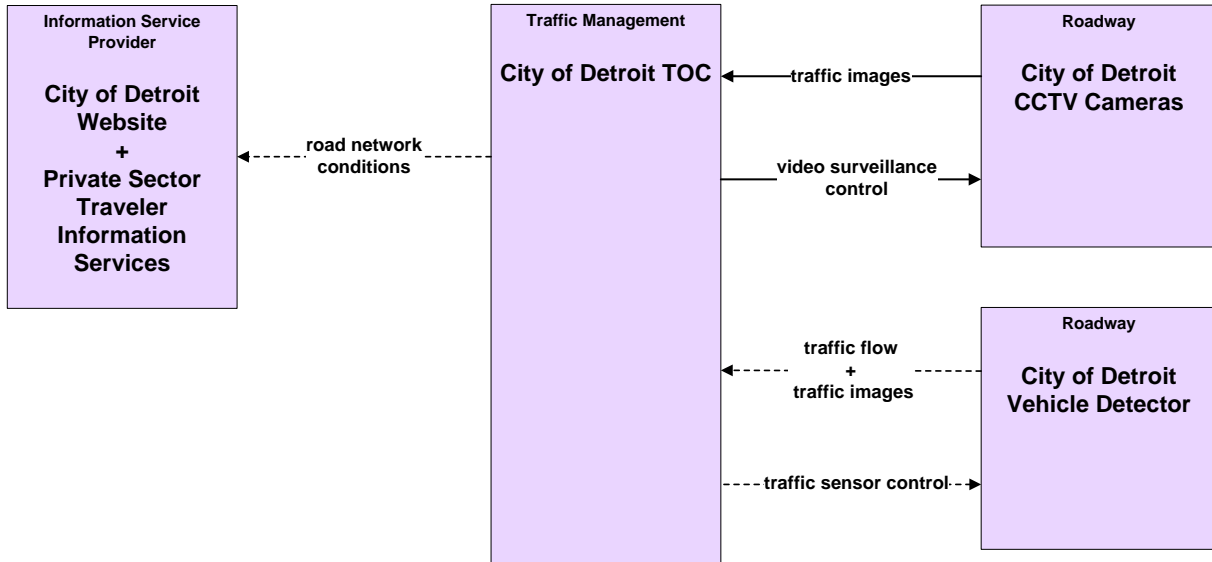 Information Service
Provider
City of Detroit
Website
+
Private Sector
Traveler
Information
Services
road network
conditions
Traffic Management
City of Detroit TOC
traffic images
video surveillance
control
traffic flow
+
traffic images
traffic sensor control
Roadway
City of Detroit
CCTV Cameras
Roadway
City of Detroit
Vehicle Detector